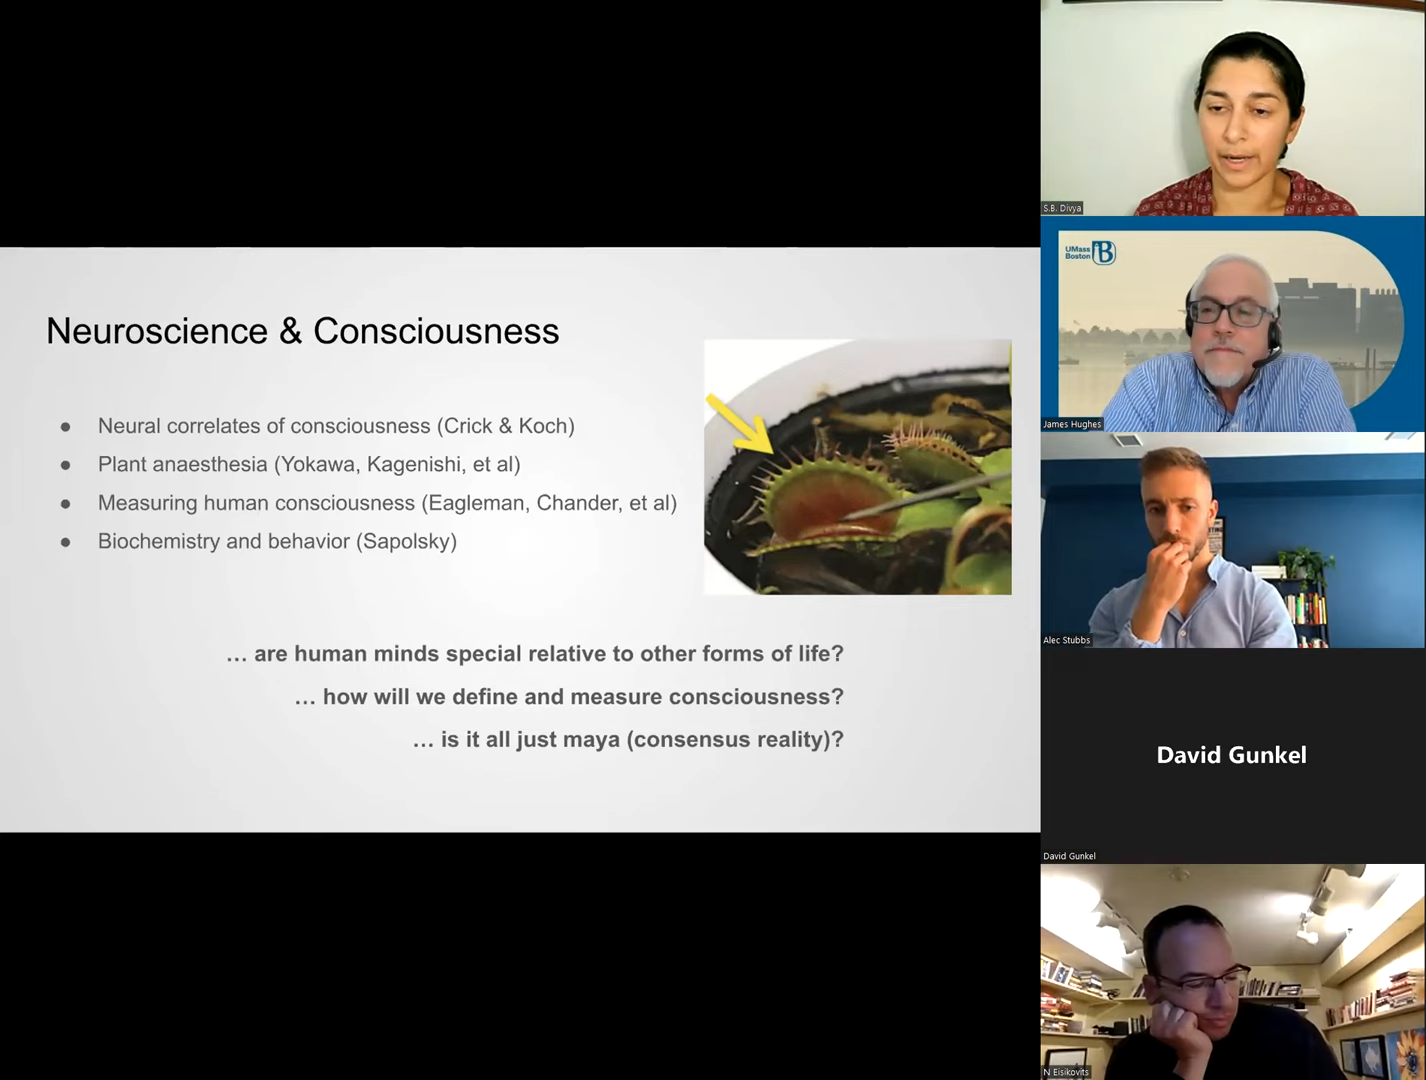 Neuroscience & Consciousness
● Neural correlates of consciousness (Crick & Koch)
● Plant anaesthesia (Yokawa, Kagenishi, et al)
● Measuring human consciousness (Eagleman, Chander, et al)
● Biochemistry and behavior (Sapolsky)
… are human minds special relative to other forms of life?
… how will we define and measure consciousness?
… is it all just maya (consensus reality)?
S.B. Divya
UMass
Boston
B
James Hughes
Alec Stubbs
David Gunkel
David Gunkel
N Eisikovits